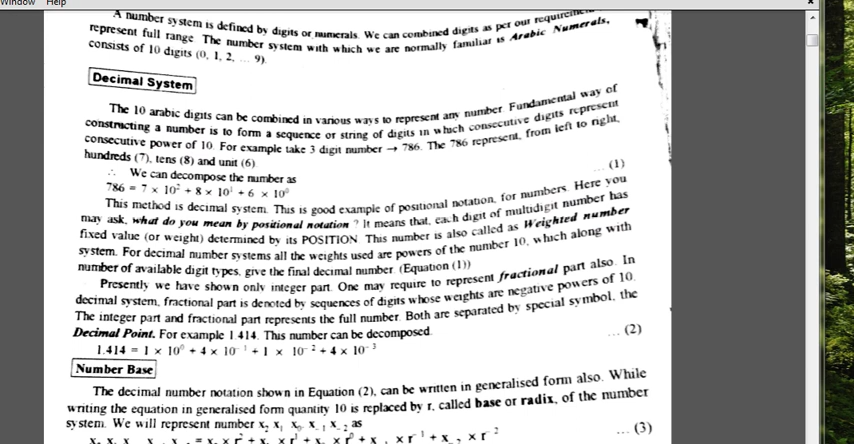 Window Help
A number system is defined by digits or numerals. We can combined digits as per our requirement
represent full range The number system with which we are normally familiar is Arabic Numerals,
consists of 10 digits (0, 1, 2, ... 9)
Decimal System
The 10 arabic digits can be combined in various ways to represent any number Fundamental way of
constructing a number is to form a sequence or string of digits in which consecutive digits represent
consecutive power of 10. For example take 3 digit number → 786. The 786 represent, from left to right,
hundreds (7), tens (8) and unit (6)
∴ We can decompose the number as ... (1)
786 = 7 × 10² + 8 × 10¹ + 6 × 10⁰
This method is decimal system. This is good example of positional notation, for numbers. Here you
may ask, what do you mean by positional notation ? It means that, each digit of multidigit number has
fixed value (or weight) determined by its POSITION This number is also called as Weighted number
system. For decimal number systems all the weights used are powers of the number 10, which along with
number of available digit types, give the final decimal number. (Equation (1))
Presently we have shown only integer part. One may require to represent fractional part also. In
decimal system, fractional part is denoted by sequences of digits whose weights are negative powers of 10.
The integer part and fractional part represents the full number. Both are separated by special symbol, the
Decimal Point. For example 1.414. This number can be decomposed. ... (2)
1.414 = 1 × 10⁰ + 4 × 10⁻¹ + 1 × 10⁻² + 4 × 10⁻³
Number Base
The decimal number notation shown in Equation (2), can be written in generalised form also. While
writing the equation in generalised form quantity 10 is replaced by r, called base or radix, of the number
system. We will represent number x₂ x₁ x₀ x₋₁ x₋₂ as ... (3)